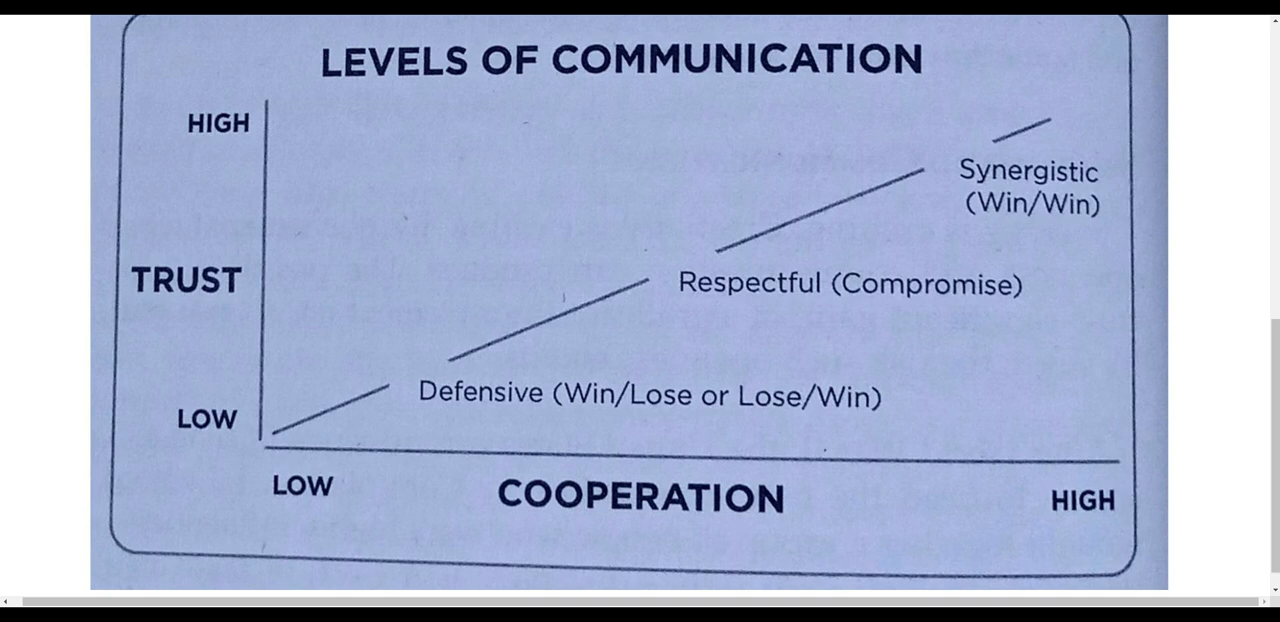 LEVELS OF COMMUNICATION
HIGH
Synergistic
(Win/Win)
TRUST
Respectful (Compromise)
Defensive (Win/Lose or Lose/Win)
LOW
LOW
COOPERATION
HIGH